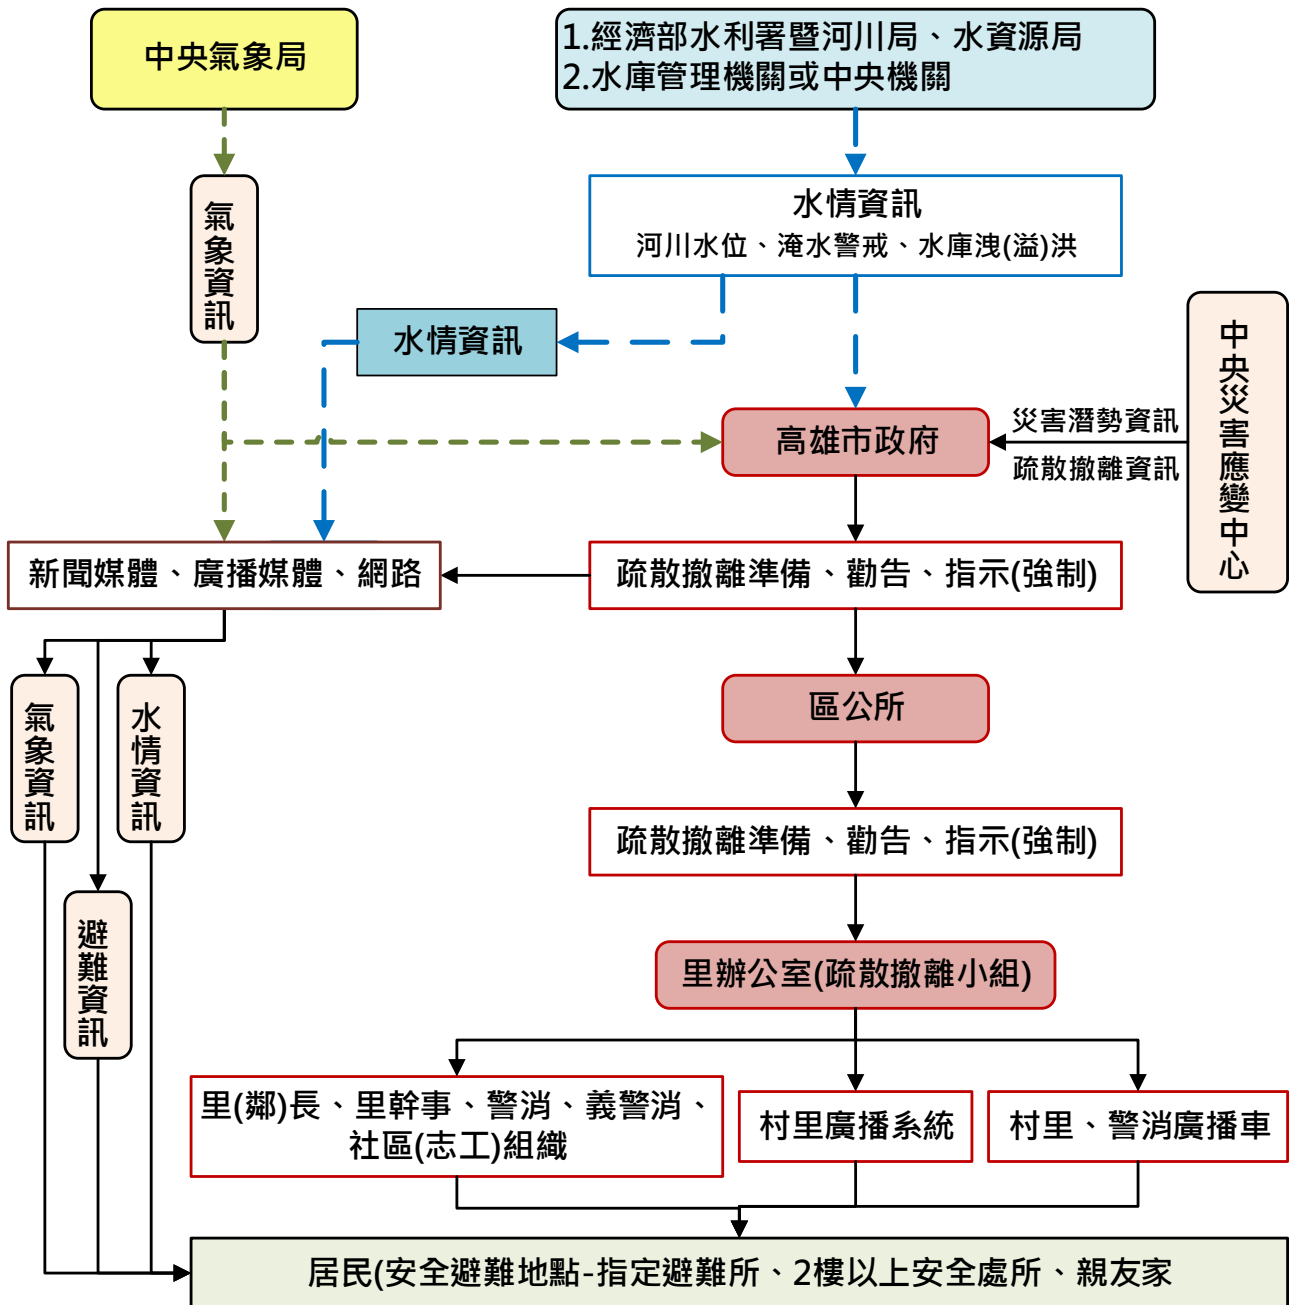 中央氣象局
1.經濟部水利署暨河川局、水資源局
2.水庫管理機關或中央機關
氣象資訊
水情資訊
河川水位、淹水警戒、水庫洩(溢)洪
水情資訊
中央災害應變中心
高雄市政府
災害潛勢資訊
疏散撤離資訊
新聞媒體、廣播媒體、網路
疏散撤離準備、勸告、指示(強制)
氣象資訊
水情資訊
區公所
疏散撤離準備、勸告、指示(強制)
避難資訊
里辦公室(疏散撤離小組)
里(鄰)長、里幹事、警消、義警消、
社區(志工)組織
村里廣播系統
村里、警消廣播車
居民(安全避難地點-指定避難所、2樓以上安全處所、親友家